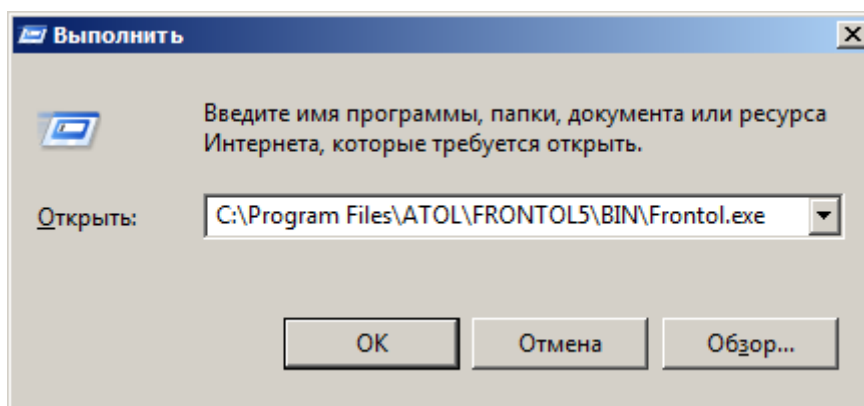 Выполнить
Введите имя программы, папки, документа или ресурса
Интернета, которые требуется открыть.
Открыть: C:\Program Files\ATOL\FRONTOL5\BIN\Frontol.exe
OK Отмена Обзор...